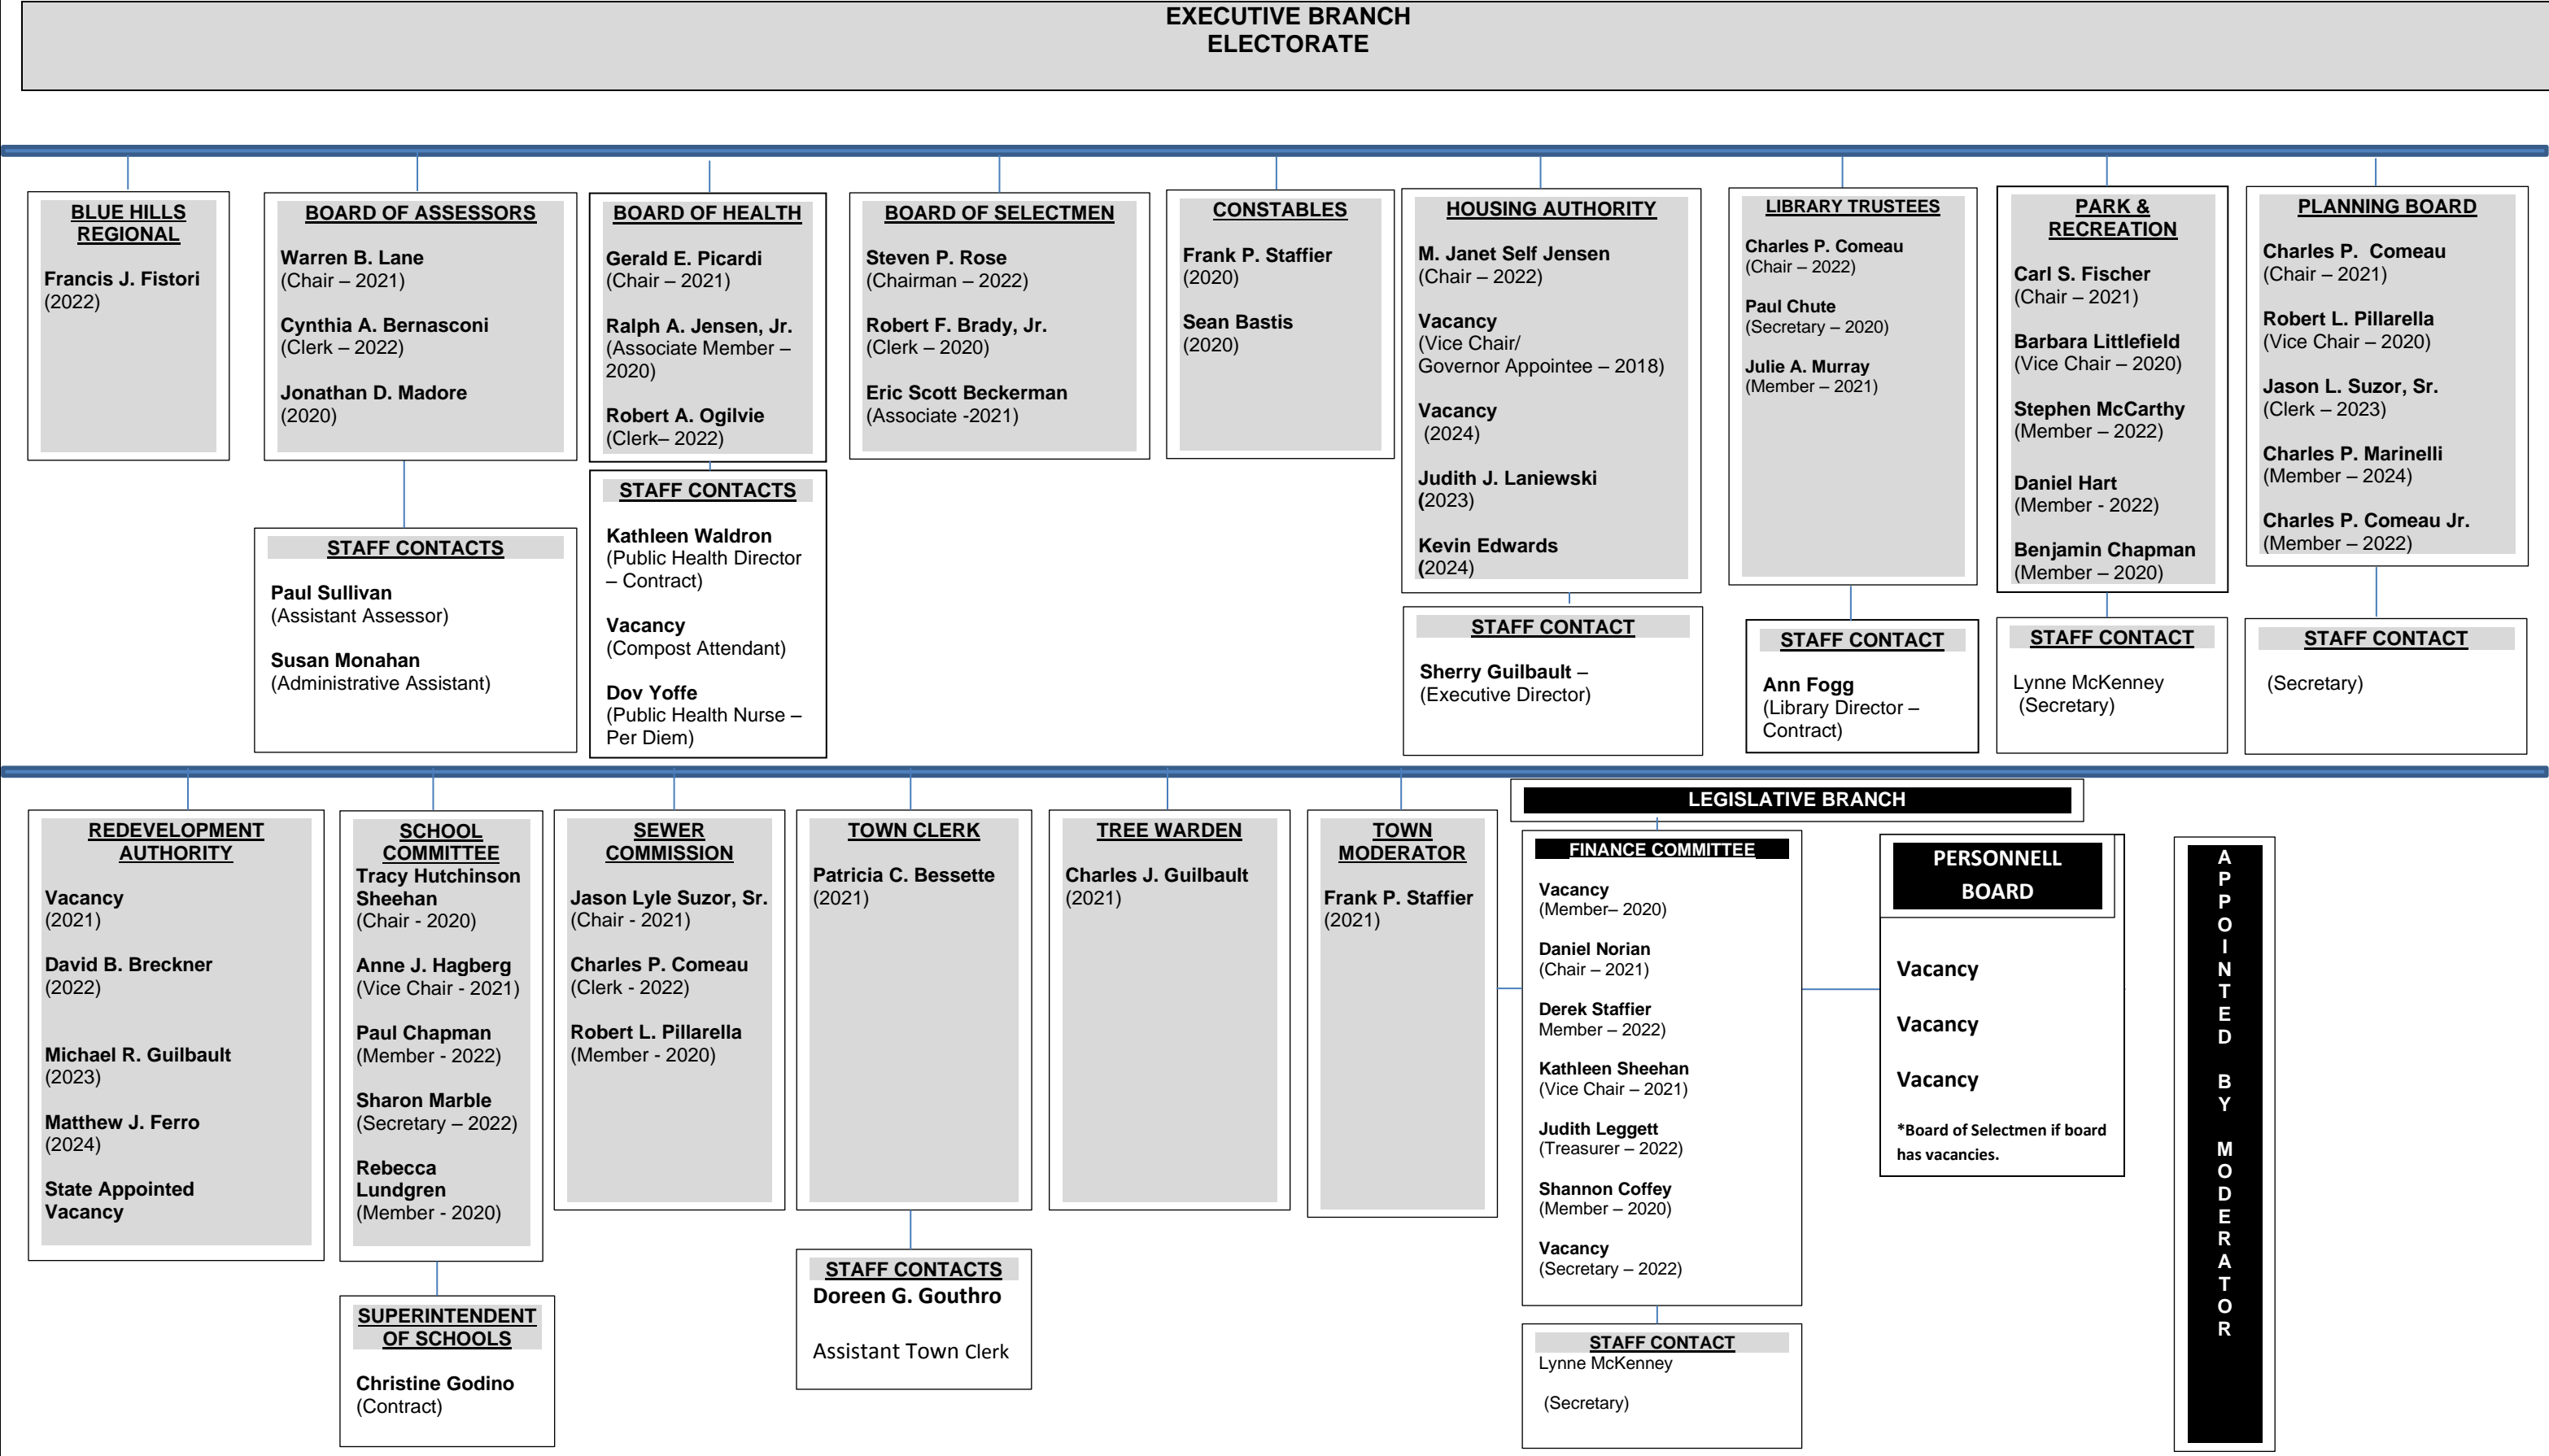 EXECUTIVE BRANCH
ELECTORATE
BLUE HILLS
REGIONAL
Francis J. Fistori
(2022)
BOARD OF ASSESSORS
Warren B. Lane
(Chair – 2021)
Cynthia A. Bernasconi
(Clerk – 2022)
Jonathan D. Madore
(2020)
STAFF CONTACTS
Paul Sullivan
(Assistant Assessor)
Susan Monahan
(Administrative Assistant)
BOARD OF HEALTH
Gerald E. Picardi
(Chair – 2021)
Ralph A. Jensen, Jr.
(Associate Member –
2020)
Robert A. Ogilvie
(Clerk– 2022)
STAFF CONTACTS
Kathleen Waldron
(Public Health Director
– Contract)
Vacancy
(Compost Attendant)
Dov Yoffe
(Public Health Nurse –
Per Diem)
BOARD OF SELECTMEN
Steven P. Rose
(Chairman – 2022)
Robert F. Brady, Jr.
(Clerk – 2020)
Eric Scott Beckerman
(Associate -2021)
CONSTABLES
Frank P. Staffier
(2020)
Sean Bastis
(2020)
HOUSING AUTHORITY
M. Janet Self Jensen
(Chair – 2022)
Vacancy
(Vice Chair/
Governor Appointee – 2018)
Vacancy
(2024)
Judith J. Laniewski
(2023)
Kevin Edwards
(2024)
STAFF CONTACT
Sherry Guilbault –
(Executive Director)
LIBRARY TRUSTEES
Charles P. Comeau
(Chair – 2022)
Paul Chute
(Secretary – 2020)
Julie A. Murray
(Member – 2021)
STAFF CONTACT
Ann Fogg
(Library Director –
Contract)
PARK &
RECREATION
Carl S. Fischer
(Chair – 2021)
Barbara Littlefield
(Vice Chair – 2020)
Stephen McCarthy
(Member – 2022)
Daniel Hart
(Member - 2022)
Benjamin Chapman
(Member – 2020)
STAFF CONTACT
Lynne McKenney
(Secretary)
PLANNING BOARD
Charles P. Comeau
(Chair – 2021)
Robert L. Pillarella
(Vice Chair – 2020)
Jason L. Suzor, Sr.
(Clerk – 2023)
Charles P. Marinelli
(Member – 2024)
Charles P. Comeau Jr.
(Member – 2022)
STAFF CONTACT
(Secretary)
REDEVELOPMENT
AUTHORITY
Vacancy
(2021)
David B. Breckner
(2022)
Michael R. Guilbault
(2023)
Matthew J. Ferro
(2024)
State Appointed
Vacancy
SCHOOL
COMMITTEE
Tracy Hutchinson
Sheehan
(Chair - 2020)
Anne J. Hagberg
(Vice Chair - 2021)
Paul Chapman
(Member - 2022)
Sharon Marble
(Secretary – 2022)
Rebecca
Lundgren
(Member - 2020)
SUPERINTENDENT
OF SCHOOLS
Christine Godino
(Contract)
SEWER
COMMISSION
Jason Lyle Suzor, Sr.
(Chair - 2021)
Charles P. Comeau
(Clerk - 2022)
Robert L. Pillarella
(Member - 2020)
TOWN CLERK
Patricia C. Bessette
(2021)
STAFF CONTACTS
Doreen G. Gouthro
Assistant Town Clerk
TREE WARDEN
Charles J. Guilbault
(2021)
TOWN
MODERATOR
Frank P. Staffier
(2021)
LEGISLATIVE BRANCH
FINANCE COMMITTEE
Vacancy
(Member– 2020)
Daniel Norian
(Chair – 2021)
Derek Staffier
Member – 2022)
Kathleen Sheehan
(Vice Chair – 2021)
Judith Leggett
(Treasurer – 2022)
Shannon Coffey
(Member – 2020)
Vacancy
(Secretary – 2022)
STAFF CONTACT
Lynne McKenney
(Secretary)
PERSONNELL
BOARD
Vacancy
Vacancy
Vacancy
*Board of Selectmen if board
has vacancies.
APPOINTED BY MODERATOR